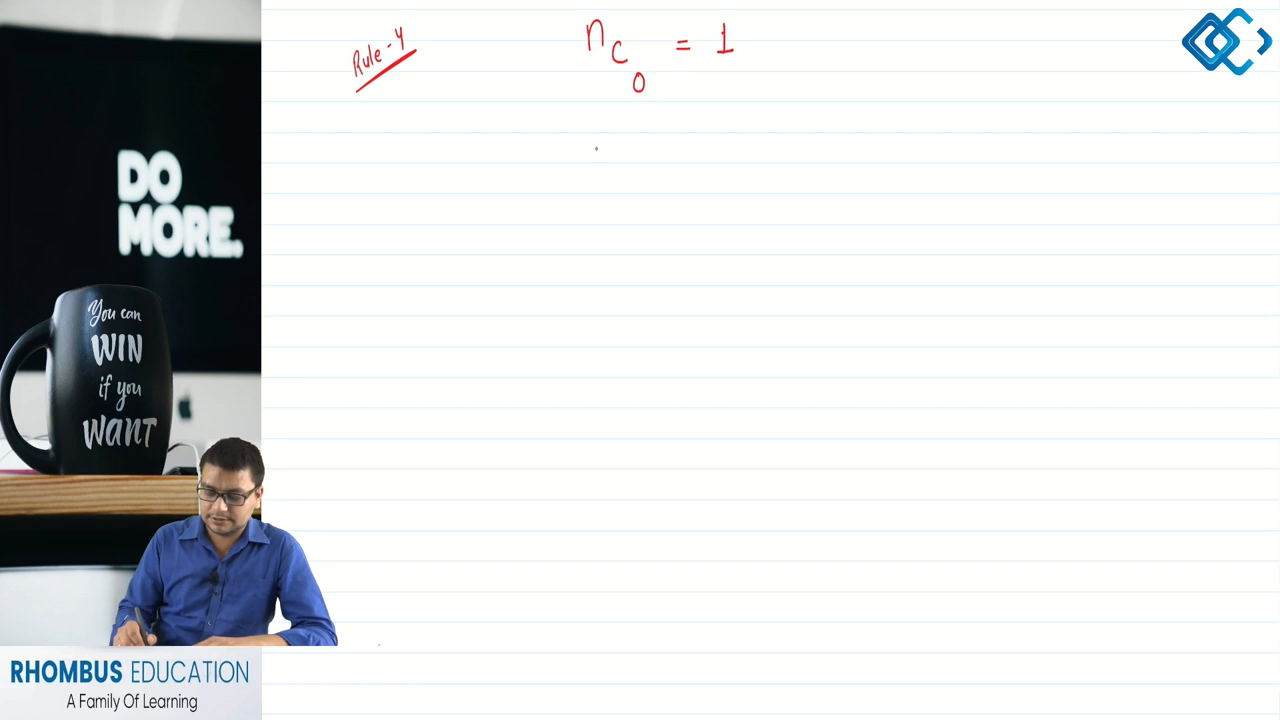 Rule-4
nC0 = 1
DO
MORE.
You can
WIN
if you
WANT
RHOMBUS EDUCATION
A Family Of Learning